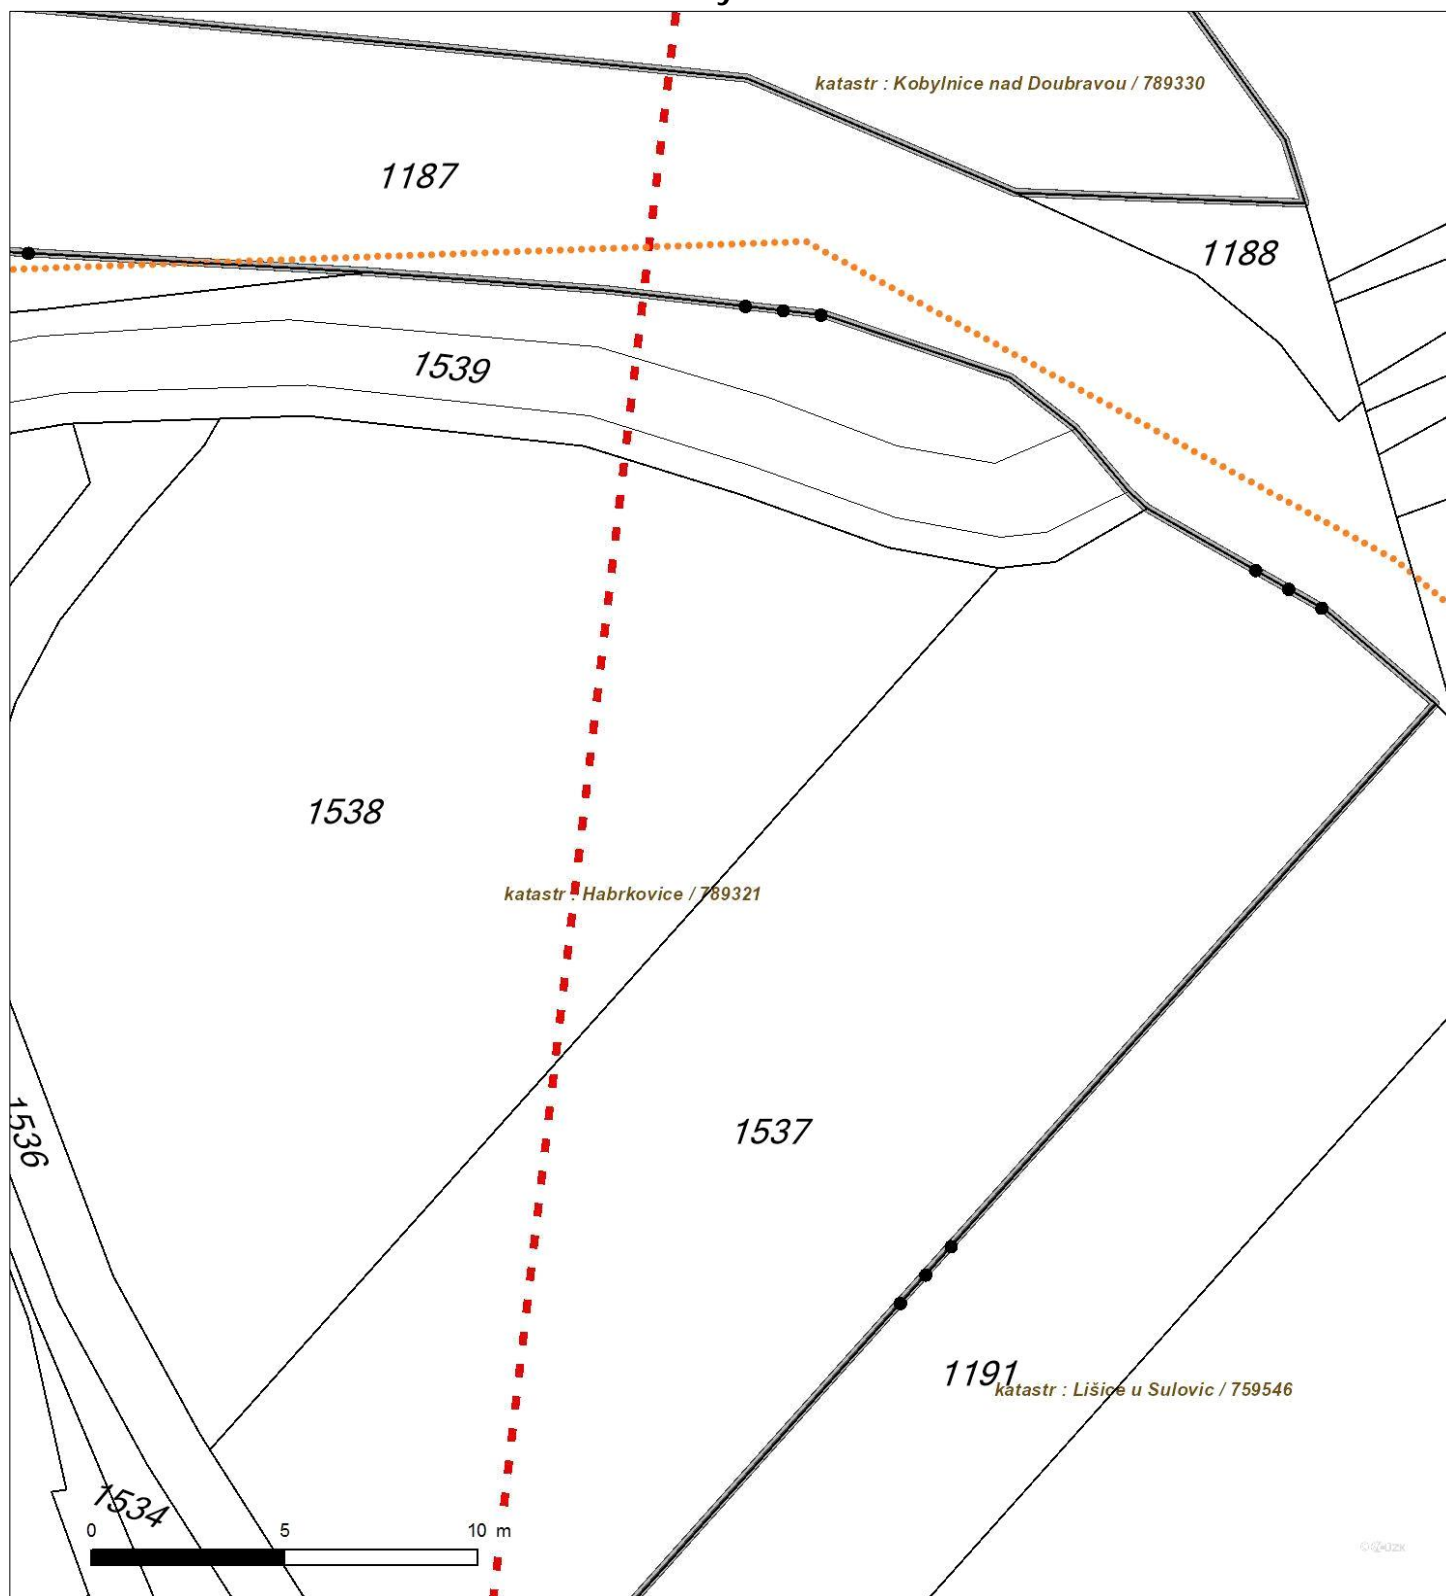 katastr : Kobylnice nad Doubravou / 789330
1187
1188
1539
1538
katastr : Habrkovice / 789321
1536
1537
1191
katastr : Lišice u Sulovic / 759546
1534
0 5 10 m